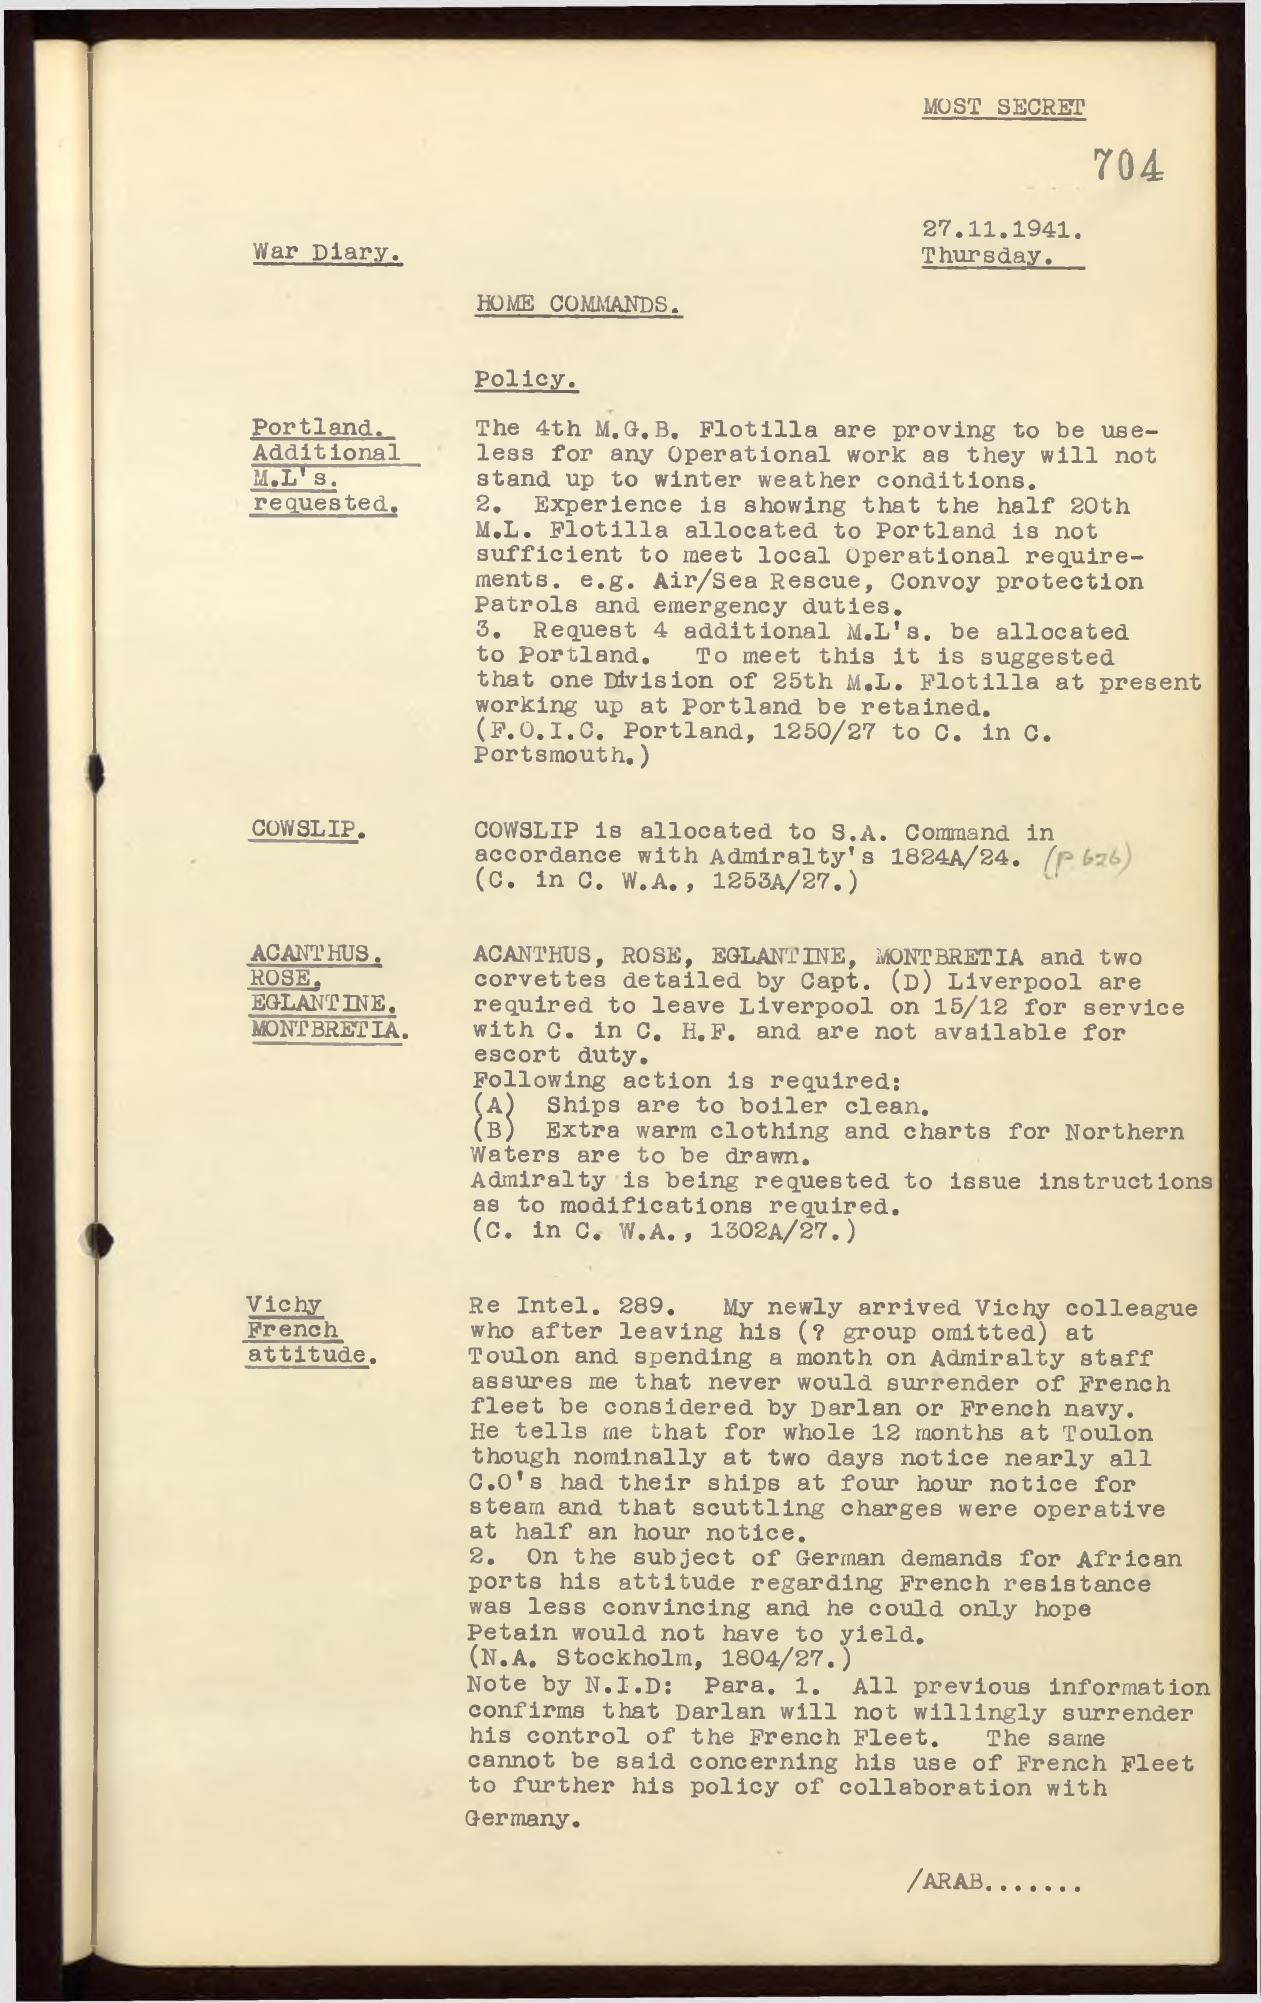 MOST SECRET
704
27.11.1941.
Thursday.
War Diary.
HOME COMMANDS.
Policy.
Portland.
Additional
M.L's.
requested.
The 4th M.G.B. Flotilla are proving to be use-
less for any Operational work as they will not
stand up to winter weather conditions.
2. Experience is showing that the half 20th
M.L. Flotilla allocated to Portland is not
sufficient to meet local Operational require-
ments. e.g. Air/Sea Rescue, Convoy protection
Patrols and emergency duties.
3. Request 4 additional M.L's. be allocated
to Portland. To meet this it is suggested
that one Division of 25th M.L. Flotilla at present
working up at Portland be retained.
(F.O.I.C. Portland, 1250/27 to C. in C.
Portsmouth.)
COWSLIP.
COWSLIP is allocated to S.A. Command in
accordance with Admiralty's 1824A/24. (p 626)
(C. in C. W.A., 1253A/27.)
ACANTHUS.
ROSE,
EGLANTINE.
MONTBRETIA.
ACANTHUS, ROSE, EGLANTINE, MONTBRETIA and two
corvettes detailed by Capt. (D) Liverpool are
required to leave Liverpool on 15/12 for service
with C. in C. H.F. and are not available for
escort duty.
Following action is required:
(A) Ships are to boiler clean.
(B) Extra warm clothing and charts for Northern
Waters are to be drawn.
Admiralty is being requested to issue instructions
as to modifications required.
(C. in C. W.A., 1302A/27.)
Vichy
French
attitude.
Re Intel. 289. My newly arrived Vichy colleague
who after leaving his (? group omitted) at
Toulon and spending a month on Admiralty staff
assures me that never would surrender of French
fleet be considered by Darlan or French navy.
He tells me that for whole 12 months at Toulon
though nominally at two days notice nearly all
C.O's had their ships at four hour notice for
steam and that scuttling charges were operative
at half an hour notice.
2. On the subject of German demands for African
ports his attitude regarding French resistance
was less convincing and he could only hope
Petain would not have to yield.
(N.A. Stockholm, 1804/27.)
Note by N.I.D: Para. 1. All previous information
confirms that Darlan will not willingly surrender
his control of the French Fleet. The same
cannot be said concerning his use of French Fleet
to further his policy of collaboration with
Germany.
/ARAB.......